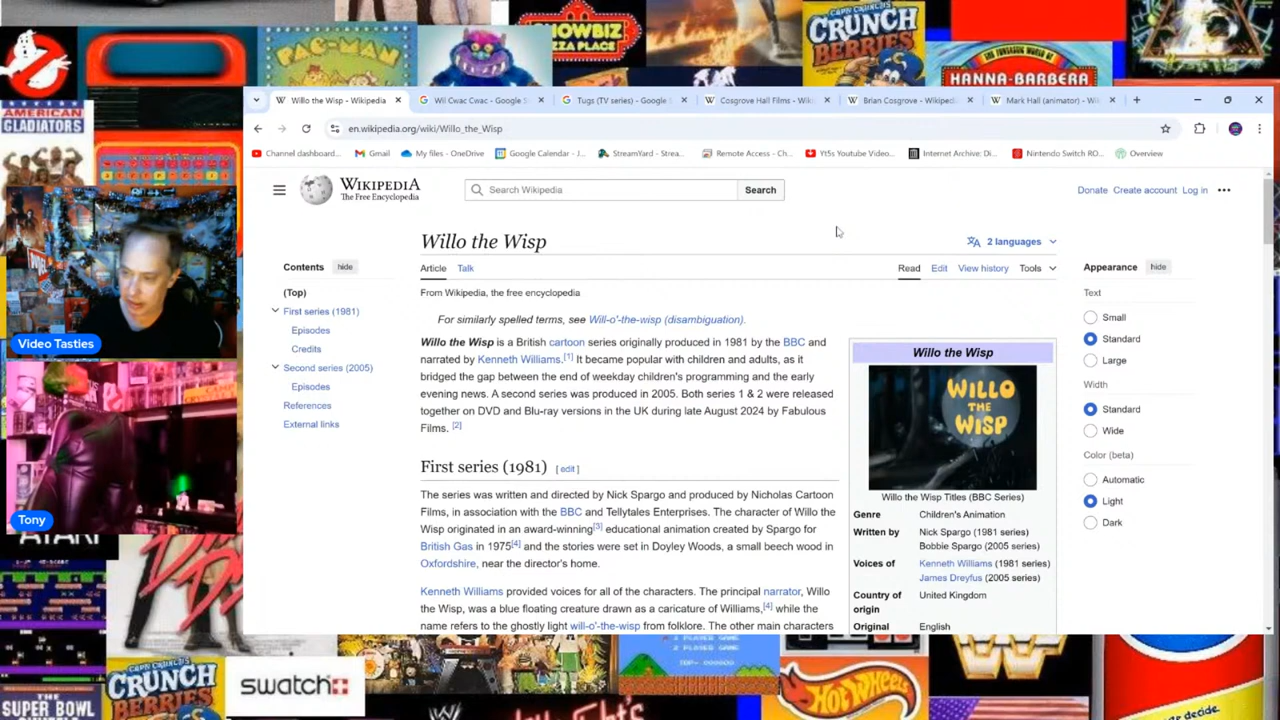 SHOWBIZ
PIZZA PLACE
CAP'N CRUNCH'S
CRUNCH
BERRIES
PAC-MAN
THE FUNTASTIC WORLD OF
HANNA-BARBERA
AMERICAN
GLADIATORS
Willo the Wisp - Wikipedia
Wil Cwac Cwac - Google S
Tugs (TV series) - Google
Cosgrove Hall Films - Wiki
Brian Cosgrove - Wikiped
Mark Hall (animator) - Wi
en.wikipedia.org/wiki/Willo_the_Wisp
Channel dashboard...
Gmail
My files - OneDrive
Google Calendar - J...
StreamYard - Strea...
Remote Access - Ch...
Yt5s Youtube Video...
Internet Archive: Di...
Nintendo Switch RO...
Overview
WIKIPEDIA
The Free Encyclopedia
Search Wikipedia
Search
Donate
Create account
Log in
Willo the Wisp
2 languages
Contents
hide
Article
Talk
Read
Edit
View history
Tools
Appearance
hide
(Top)
First series (1981)
Episodes
Credits
Second series (2005)
Episodes
References
External links
From Wikipedia, the free encyclopedia
For similarly spelled terms, see Will-o'-the-wisp (disambiguation).
Willo the Wisp is a British cartoon series originally produced in 1981 by the BBC and
narrated by Kenneth Williams.[1] It became popular with children and adults, as it
bridged the gap between the end of weekday children's programming and the early
evening news. A second series was produced in 2005. Both series 1 & 2 were released
together on DVD and Blu-ray versions in the UK during late August 2024 by Fabulous
Films. [2]
First series (1981) [ edit ]
The series was written and directed by Nick Spargo and produced by Nicholas Cartoon
Films, in association with the BBC and Tellytales Enterprises. The character of Willo the
Wisp originated in an award-winning[3] educational animation created by Spargo for
British Gas in 1975[4] and the stories were set in Doyley Woods, a small beech wood in
Oxfordshire, near the director's home.
Kenneth Williams provided voices for all of the characters. The principal narrator, Willo
the Wisp, was a blue floating creature drawn as a caricature of Williams,[4] while the
name refers to the ghostly light will-o'-the-wisp from folklore. The other main characters
Willo the Wisp
WILLO
THE
WISP
Willo the Wisp Titles (BBC Series)
Genre
Children's Animation
Written by
Nick Spargo (1981 series)
Bobbie Spargo (2005 series)
Voices of
Kenneth Williams (1981 series)
James Dreyfus (2005 series)
Country of
origin
United Kingdom
Original
English
Text
Small
Standard
Large
Width
Standard
Wide
Color (beta)
Automatic
Light
Dark
Video Tasties
Tony
ATARI
CAP'N CRUNCH'S
CRUNCH
BERRIES
swatch
THE
SUPER BOWL
2 PLAYER GAME
TOP- 000000
HOT WHEELS
decide.